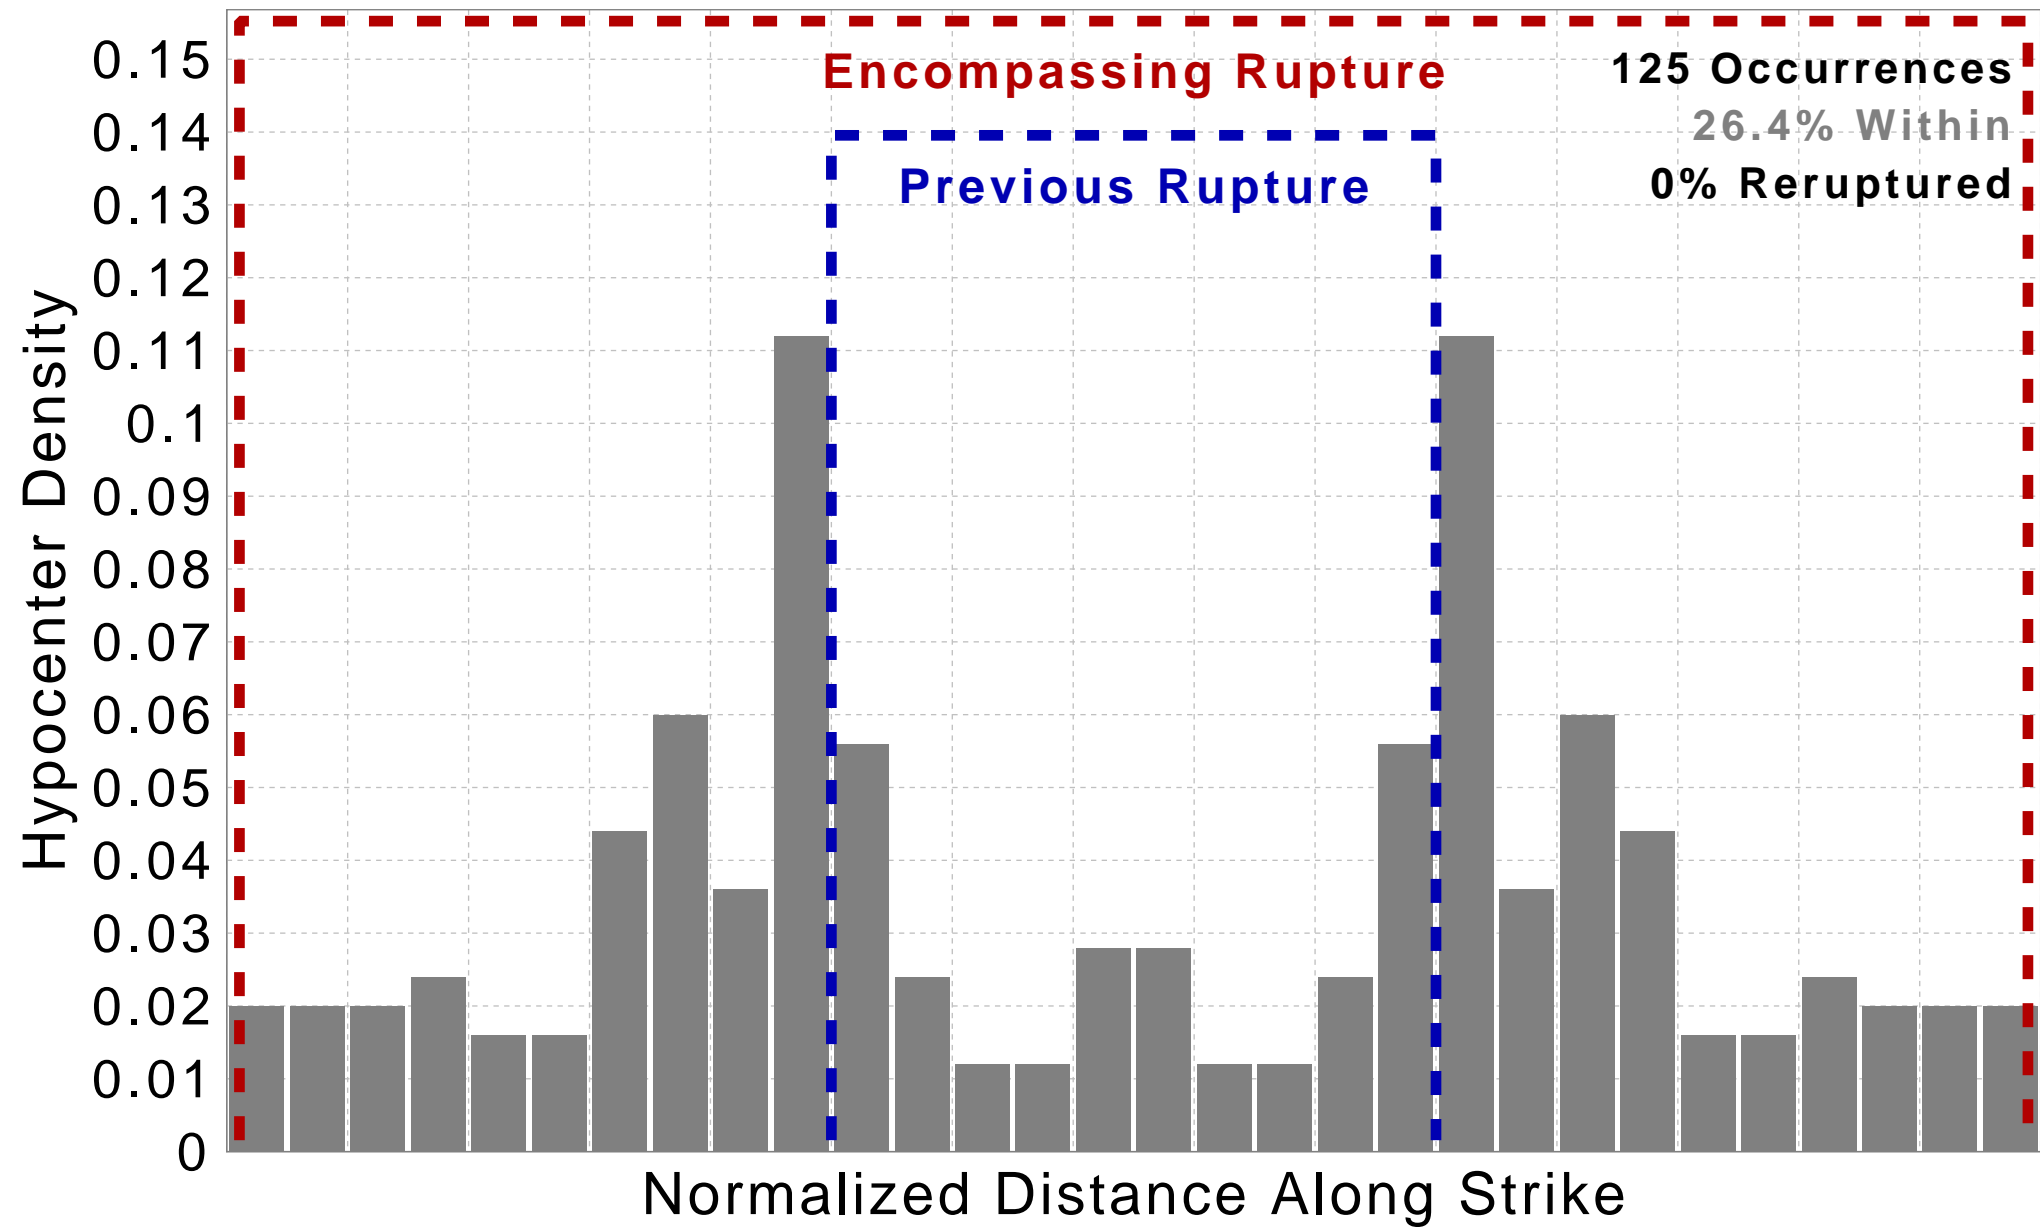 Encompassing Rupture
125 Occurrences
26.4% Within
Previous Rupture
0% Reruptured
Hypocenter Density
0.15
0.14
0.13
0.12
0.11
0.1
0.09
0.08
0.07
0.06
0.05
0.04
0.03
0.02
0.01
0
Normalized Distance Along Strike